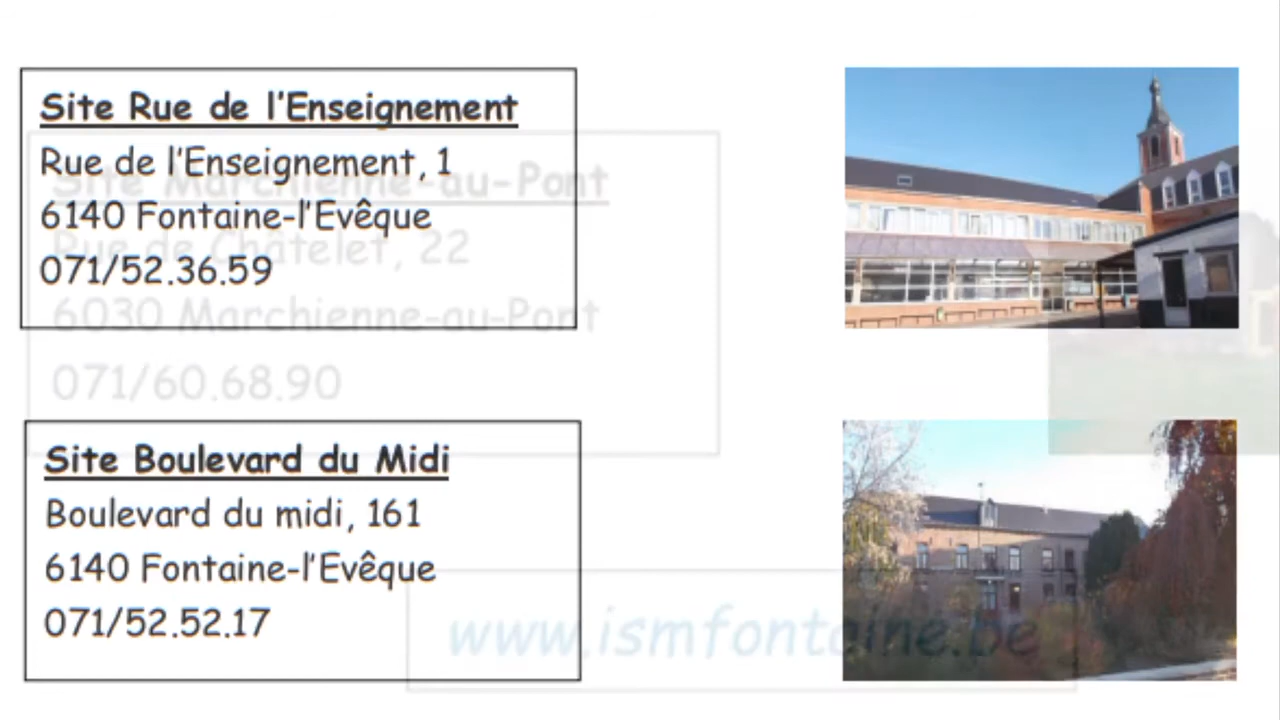 Site Rue de l'Enseignement
Rue de l'Enseignement, 1
6140 Fontaine-l'Evêque
071/52.36.59
Site Marchienne-au-Pont
Rue de Châtelet, 22
6030 Marchienne-au-Pont
071/60.68.90
Site Boulevard du Midi
Boulevard du midi, 161
6140 Fontaine-l'Evêque
071/52.52.17
www.ismfontaine.be